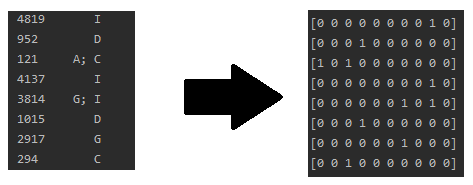 4819 I
952 D
121 A; C
4137 I
3814 G; I
1015 D
2917 G
294 C
[0 0 0 0 0 0 0 0 1 0]
[0 0 0 1 0 0 0 0 0 0]
[1 0 1 0 0 0 0 0 0 0]
[0 0 0 0 0 0 0 0 1 0]
[0 0 0 0 0 0 1 0 1 0]
[0 0 0 1 0 0 0 0 0 0]
[0 0 0 0 0 0 1 0 0 0]
[0 0 1 0 0 0 0 0 0 0]